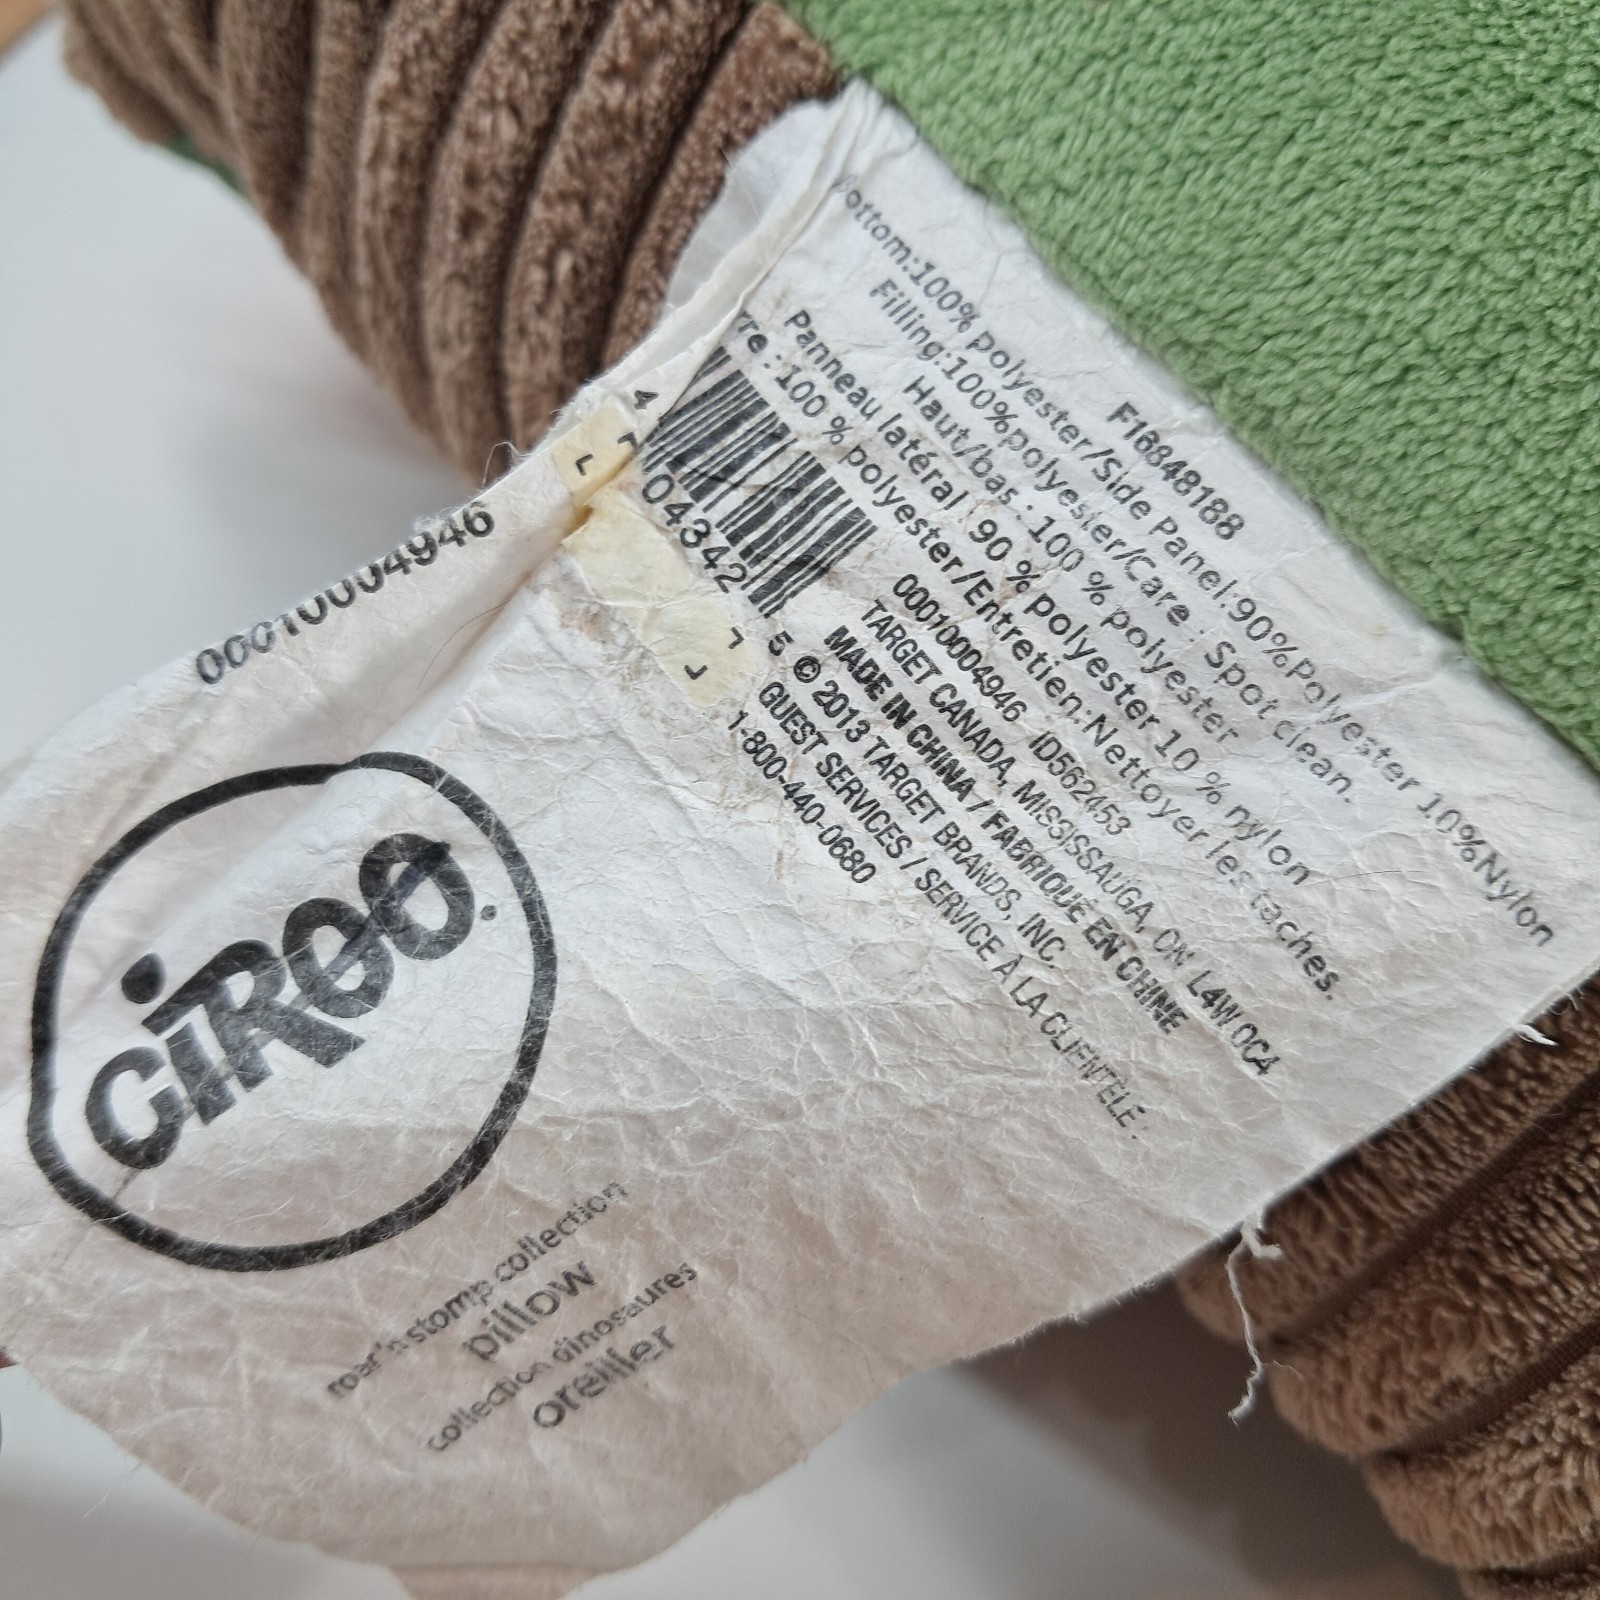 F16848188
Bottom:100% polyester/Side Panel:90%Polyester 10%Nylon
Filling:100%polyester/Care : Spot clean.
Haut/bas : 100 % polyester
Panneau latéral 90 % polyester 10 % nylon
: 100 % polyester/Entretien:Nettoyer les taches.
4
04342
5
000100004946 ID562453
TARGET CANADA, MISSISSAUGA, ON L4W 0C4
MADE IN CHINA / FABRIQUÉ EN CHINE
© 2013 TARGET BRANDS, INC.
GUEST SERVICES / SERVICE À LA CLIENTÈLE :
1-800-440-0680
000100004946
CiRCO
roar'n stomp collection
pillow
collection dinosaures
oreiller